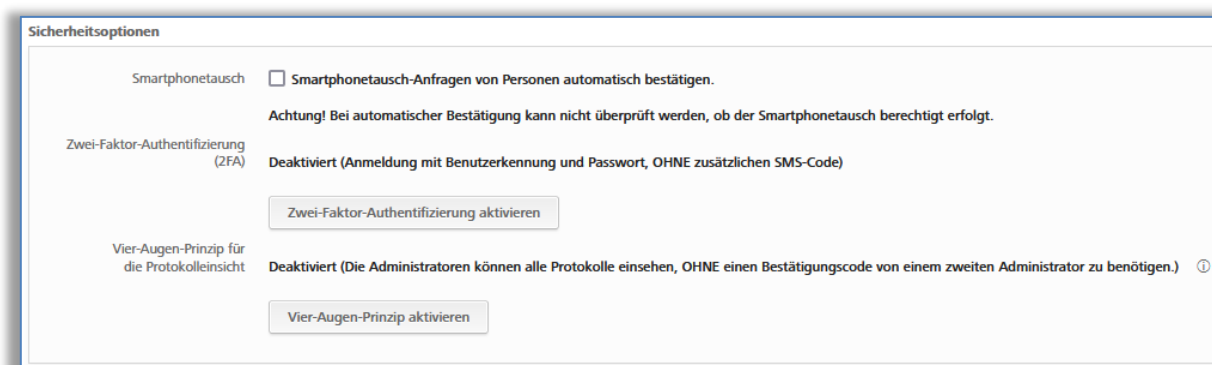 Sicherheitsoptionen
Smartphonetausch
Smartphonetausch-Anfragen von Personen automatisch bestätigen.
Achtung! Bei automatischer Bestätigung kann nicht überprüft werden, ob der Smartphonetausch berechtigt erfolgt.
Zwei-Faktor-Authentifizierung
(2FA)
Deaktiviert (Anmeldung mit Benutzerkennung und Passwort, OHNE zusätzlichen SMS-Code)
Zwei-Faktor-Authentifizierung aktivieren
Vier-Augen-Prinzip für
die Protokolleinsicht
Deaktiviert (Die Administratoren können alle Protokolle einsehen, OHNE einen Bestätigungscode von einem zweiten Administrator zu benötigen.)
Vier-Augen-Prinzip aktivieren